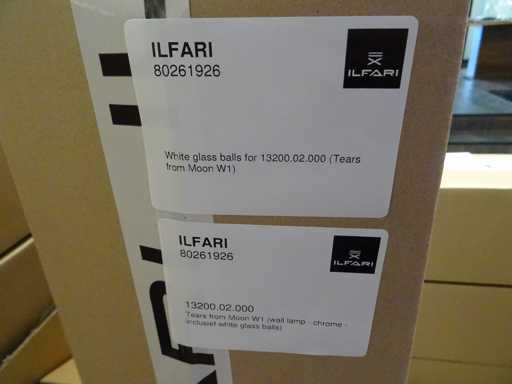 ILFARI
80261926
ILFARI
White glass balls for 13200.02.000 (Tears
from Moon W1)
ILFARI
80261926
ILFARI
13200.02.000
Tears from Moon W1 (wall lamp - chrome -
inclusief white glass balls)